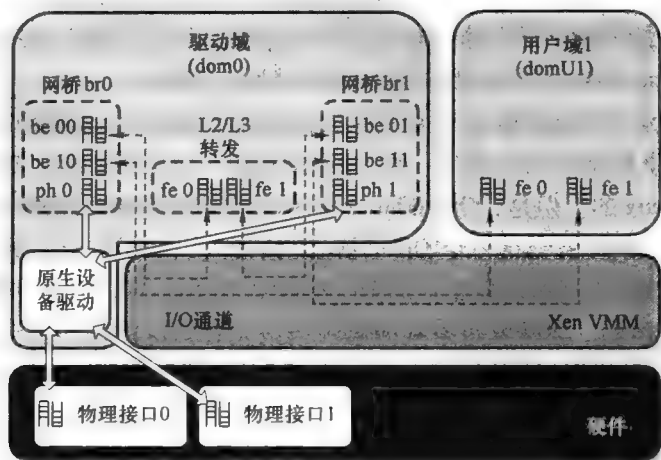 驱动域
(dom0)
用户域1
(domU1)
网桥 br0
网桥 br1
be 00
be 10
ph 0
L2/L3
转发
fe 0
fe 1
be 01
be 11
ph 1
fe 0
fe 1
原生设
备驱动
I/O通道
Xen VMM
物理接口0
物理接口1
硬件